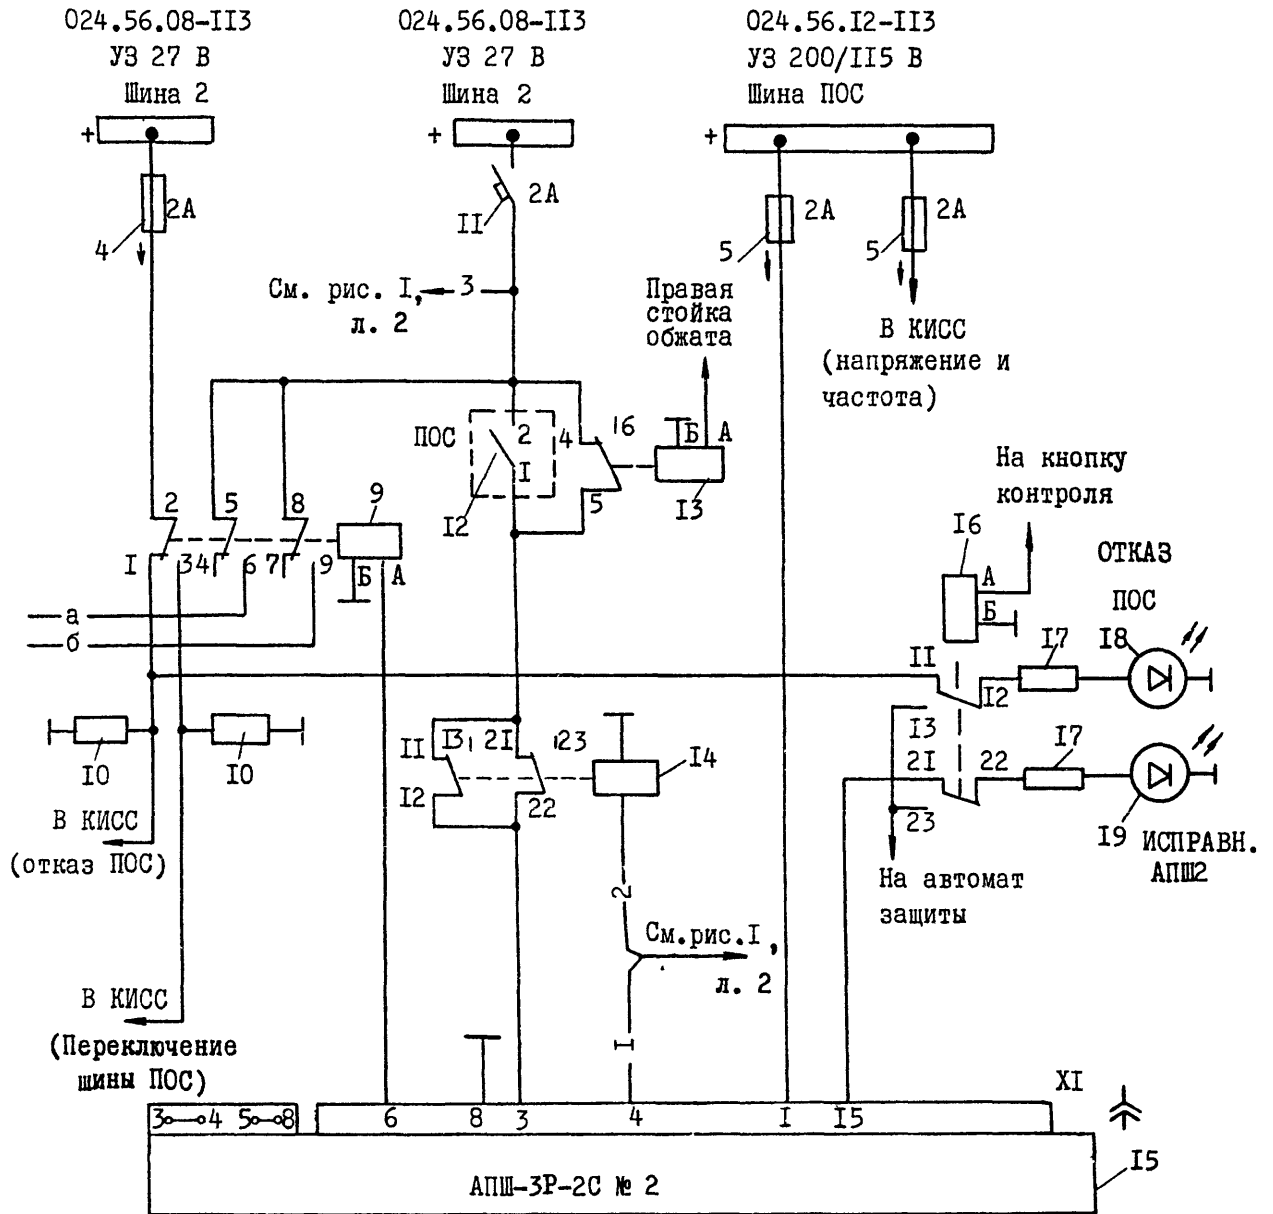 024.56.08-II3
УЗ 27 В
Шина 2
024.56.08-II3
УЗ 27 В
Шина 2
024.56.I2-II3
УЗ 200/II5 В
Шина ПОС
+
+
+
2А
4
2А
II
2А
5
2А
5
См. рис. I,
л. 2
3
Правая
стойка
обжата
В КИСС
(напряжение и
частота)
ПОС
2
I
I2
4
6
5
Б
А
I3
На кнопку
контроля
2
5
8
9
I
3
4
6
7
9
Б
А
а
б
I6
А
Б
ОТКАЗ
ПОС
II
I2
I7
I8
I3
2I
22
23
I7
I9
ИСПРАВН.
АПШ2
На автомат
защиты
I0
I0
В КИСС
(отказ ПОС)
II
I3
2I
23
I2
22
I4
2
См.рис.I,
л. 2
I
В КИСС
(Переключение
шины ПОС)
XI
3
4
5
8
6
8
3
4
I
I5
I5
АПШ-3Р-2С № 2